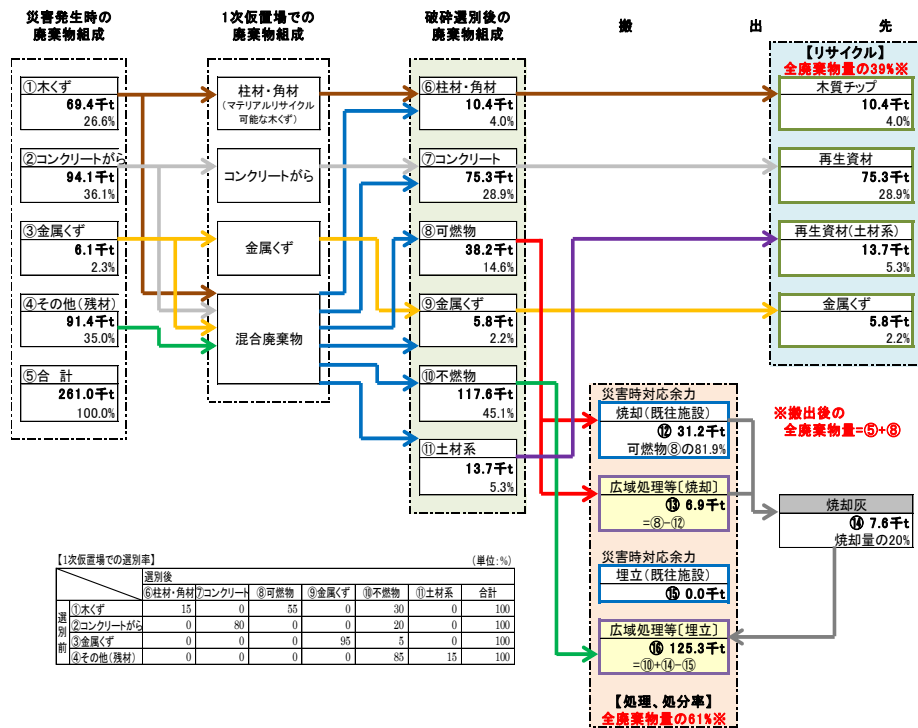 災害発生時の
廃棄物組成
1次仮置場での
廃棄物組成
破砕選別後の
廃棄物組成
搬 出 先
①木くず
69.4千t
26.6%
②コンクリートがら
94.1千t
36.1%
③金属くず
6.1千t
2.3%
④その他(残材)
91.4千t
35.0%
⑤合 計
261.0千t
100.0%
柱材・角材
(マテリアルリサイクル
可能な木くず)
コンクリートがら
金属くず
混合廃棄物
⑥柱材・角材
10.4千t
4.0%
⑦コンクリート
75.3千t
28.9%
⑧可燃物
38.2千t
14.6%
⑨金属くず
5.8千t
2.2%
⑩不燃物
117.6千t
45.1%
⑪土材系
13.7千t
5.3%
【リサイクル】
全廃棄物量の39%※
木質チップ
10.4千t
4.0%
再生資材
75.3千t
28.9%
再生資材(土材系)
13.7千t
5.3%
金属くず
5.8千t
2.2%
災害時対応余力
焼却(既往施設)
⑫ 31.2千t
可燃物⑧の81.9%
広域処理等〔焼却〕
⑬ 6.9千t
=⑧-⑫
災害時対応余力
埋立(既往施設)
⑮ 0.0千t
広域処理等〔埋立〕
⑯ 125.3千t
=⑩+⑭-⑮
【処理、処分率】
全廃棄物量の61%※
※搬出後の
全廃棄物量=⑤+⑧
焼却灰
⑭ 7.6千t
焼却量の20%
【1次仮置場での選別率】 (単位:%)
選別後
⑥柱材・角材 ⑦コンクリート ⑧可燃物 ⑨金属くず ⑩不燃物 ⑪土材系 合計
選別前
①木くず 15 0 55 0 30 0 100
②コンクリートがら 0 80 0 0 20 0 100
③金属くず 0 0 0 95 5 0 100
④その他(残材) 0 0 0 0 85 15 100